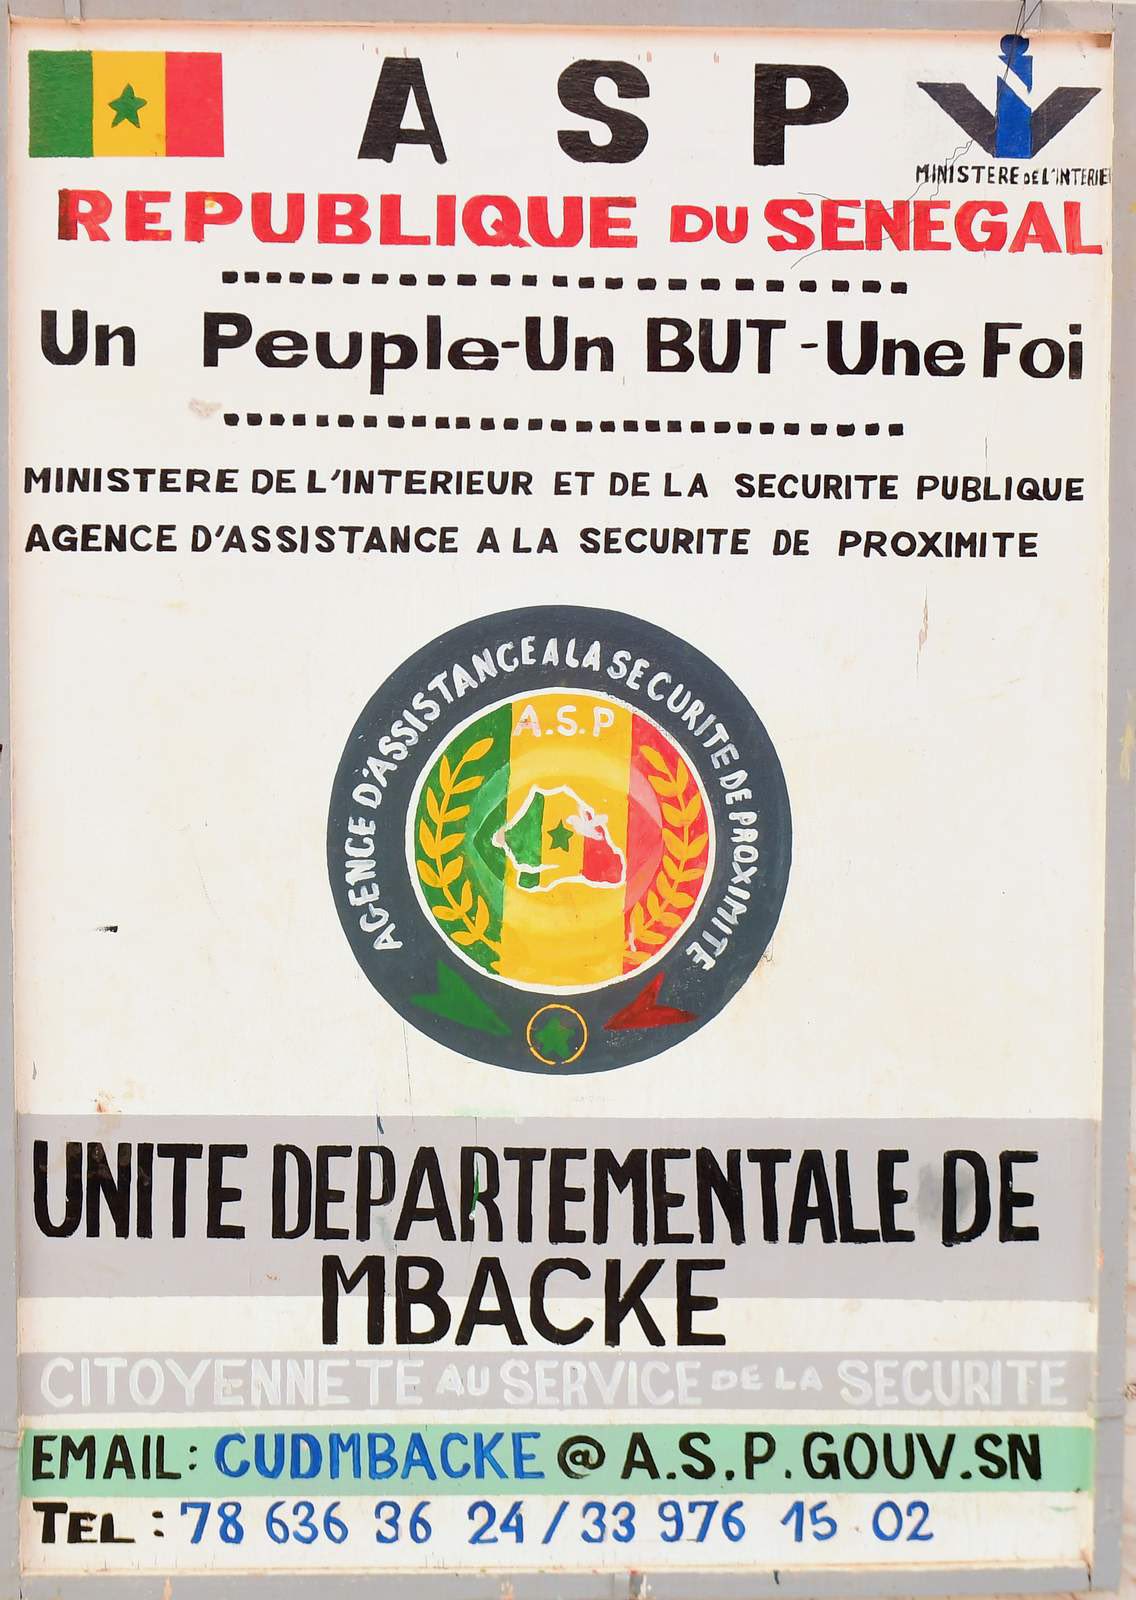 A S P
MINISTERE DE L'INTERIE
REPUBLIQUE DU SENEGAL
Un Peuple-Un BUT-Une Foi
MINISTERE DE L'INTERIEUR ET DE LA SECURITE PUBLIQUE
AGENCE D'ASSISTANCE A LA SECURITE DE PROXIMITE
AGENCE D'ASSISTANCE A LA SECURITE DE PROXIMITE
A.S.P
UNITE DEPARTEMENTALE DE
MBACKE
CITOYENNETE AU SERVICE DE LA SECURITE
EMAIL: CUDMBACKE@A.S.P.GOUV.SN
TEL: 78 636 36 24 / 33 976 15 02